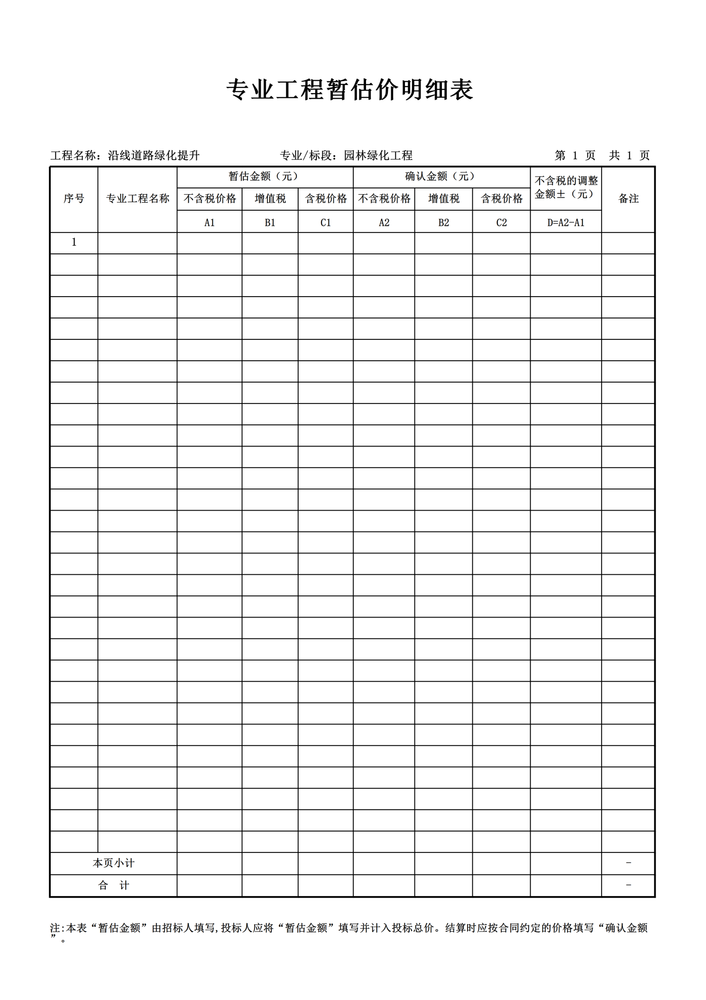 专业工程暂估价明细表
工程名称：沿线道路绿化提升 专业/标段：园林绿化工程 第 1 页 共 1 页
序号 专业工程名称 暂估金额（元） 确认金额（元） 不含税的调整 备注
金额±（元）
不含税价格 增值税 含税价格 不含税价格 增值税 含税价格
A1 B1 C1 A2 B2 C2 D=A2-A1
1
本页小计 -
合 计 -
注:本表“暂估金额”由招标人填写,投标人应将“暂估金额”填写并计入投标总价。结算时应按合同约定的价格填写“确认金额
”。